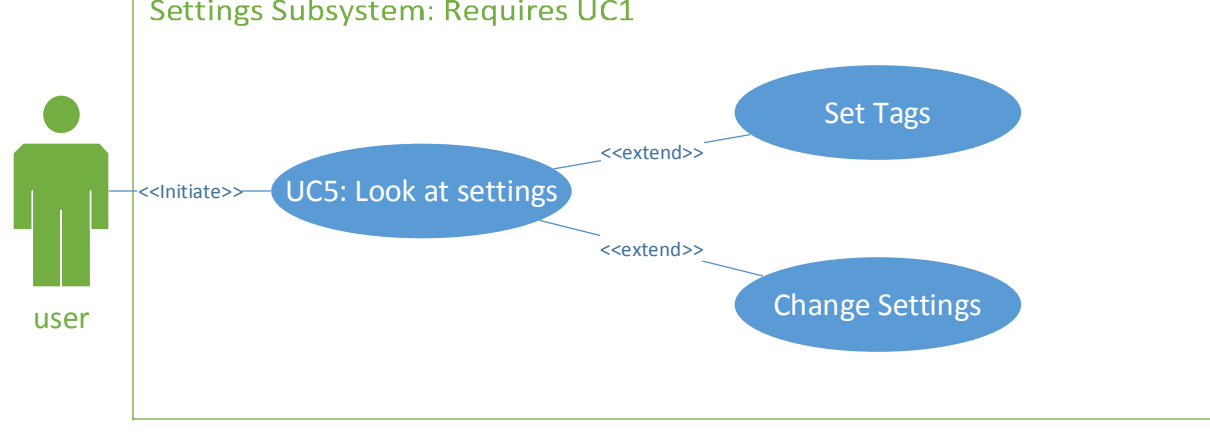 Settings Subsystem: Requires UC1
Set Tags
<<extend>>
<<Initiate>>
UC5: Look at settings
<<extend>>
Change Settings
user